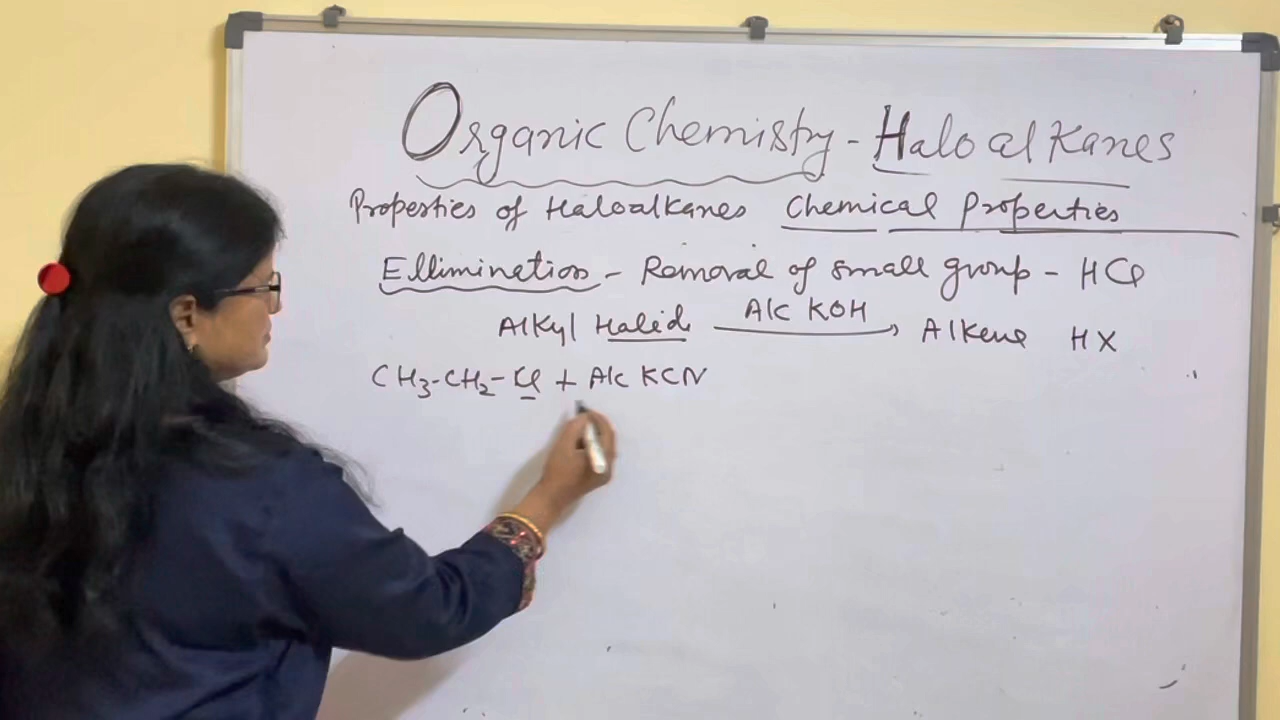 Organic Chemistry - Haloalkanes
Properties of Haloalkanes Chemical Properties
Ellimination - Removal of small group - HCl
Alkyl Halide Alc KOH Alkene HX
CH3-CH2-Cl + Alc KCN